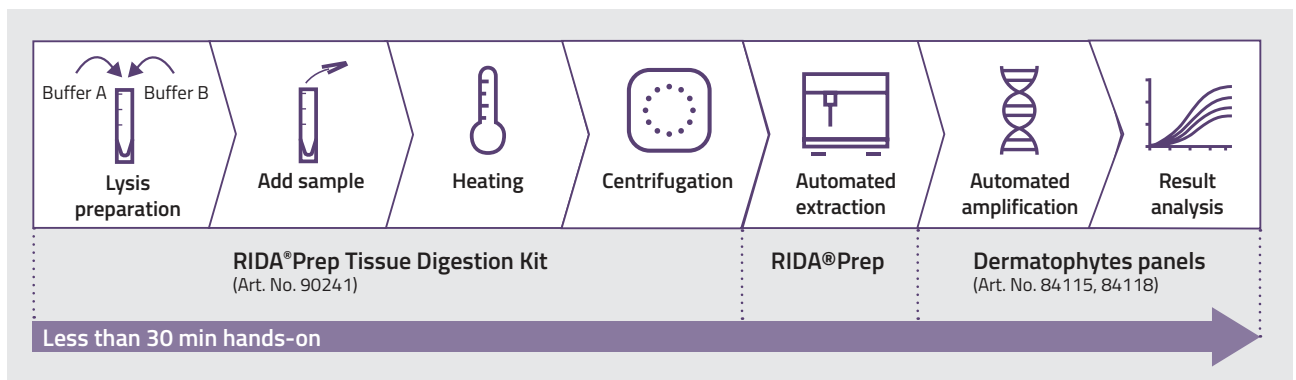 Buffer A
Buffer B
Lysis
preparation
Add sample
Heating
Centrifugation
Automated
extraction
Automated
amplification
Result
analysis
RIDA®Prep Tissue Digestion Kit
(Art. No. 90241)
RIDA®Prep
Dermatophytes panels
(Art. No. 84115, 84118)
Less than 30 min hands-on